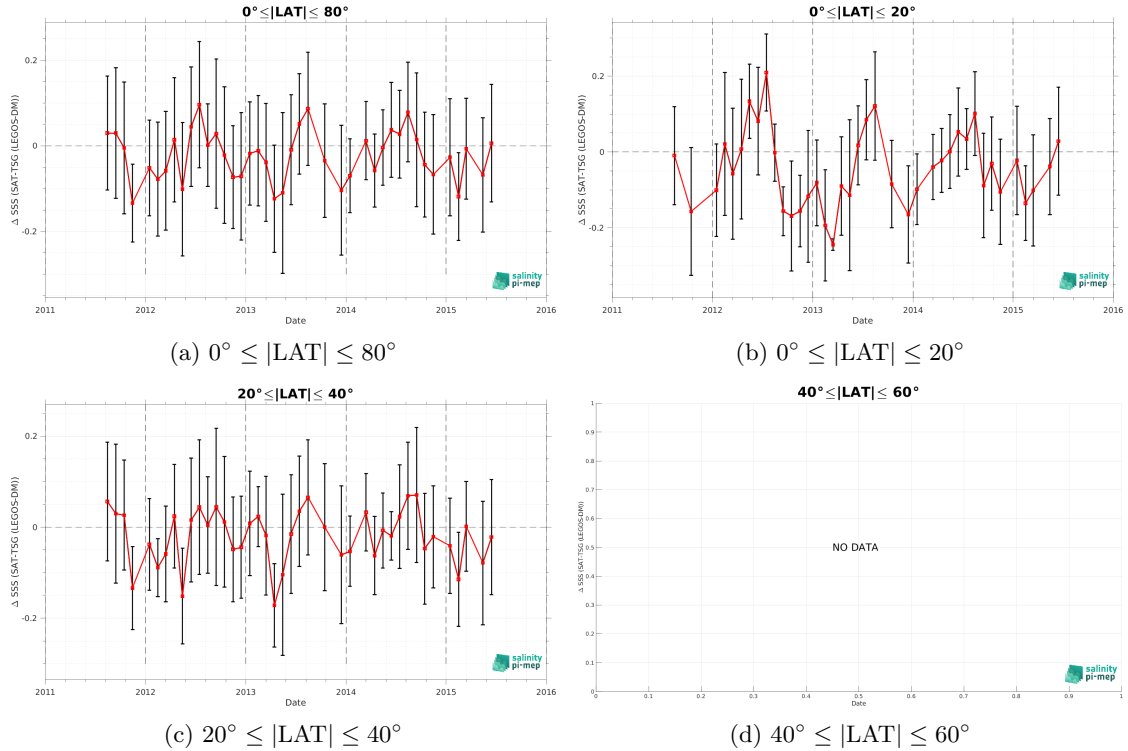 0°≤|LAT|≤ 80°
Δ SSS (SAT-TSG (LEGOS-DM))
0.2
0
-0.2
2011 2012 2013 2014 2015 2016
Date
salinity
pi-mep
(a) 0° ≤ |LAT| ≤ 80°
0°≤|LAT|≤ 20°
Δ SSS (SAT-TSG (LEGOS-DM))
0.2
0
-0.2
2011 2012 2013 2014 2015 2016
Date
salinity
pi-mep
(b) 0° ≤ |LAT| ≤ 20°
20°≤|LAT|≤ 40°
Δ SSS (SAT-TSG (LEGOS-DM))
0.2
0
-0.2
2011 2012 2013 2014 2015 2016
Date
salinity
pi-mep
(c) 20° ≤ |LAT| ≤ 40°
40°≤|LAT|≤ 60°
Δ SSS (SAT-TSG (LEGOS-DM))
1
0.9
0.8
0.7
0.6
0.5
0.4
0.3
0.2
0.1
0
NO DATA
0 0.1 0.2 0.3 0.4 0.5 0.6 0.7 0.8 0.9 1
Date
salinity
pi-mep
(d) 40° ≤ |LAT| ≤ 60°